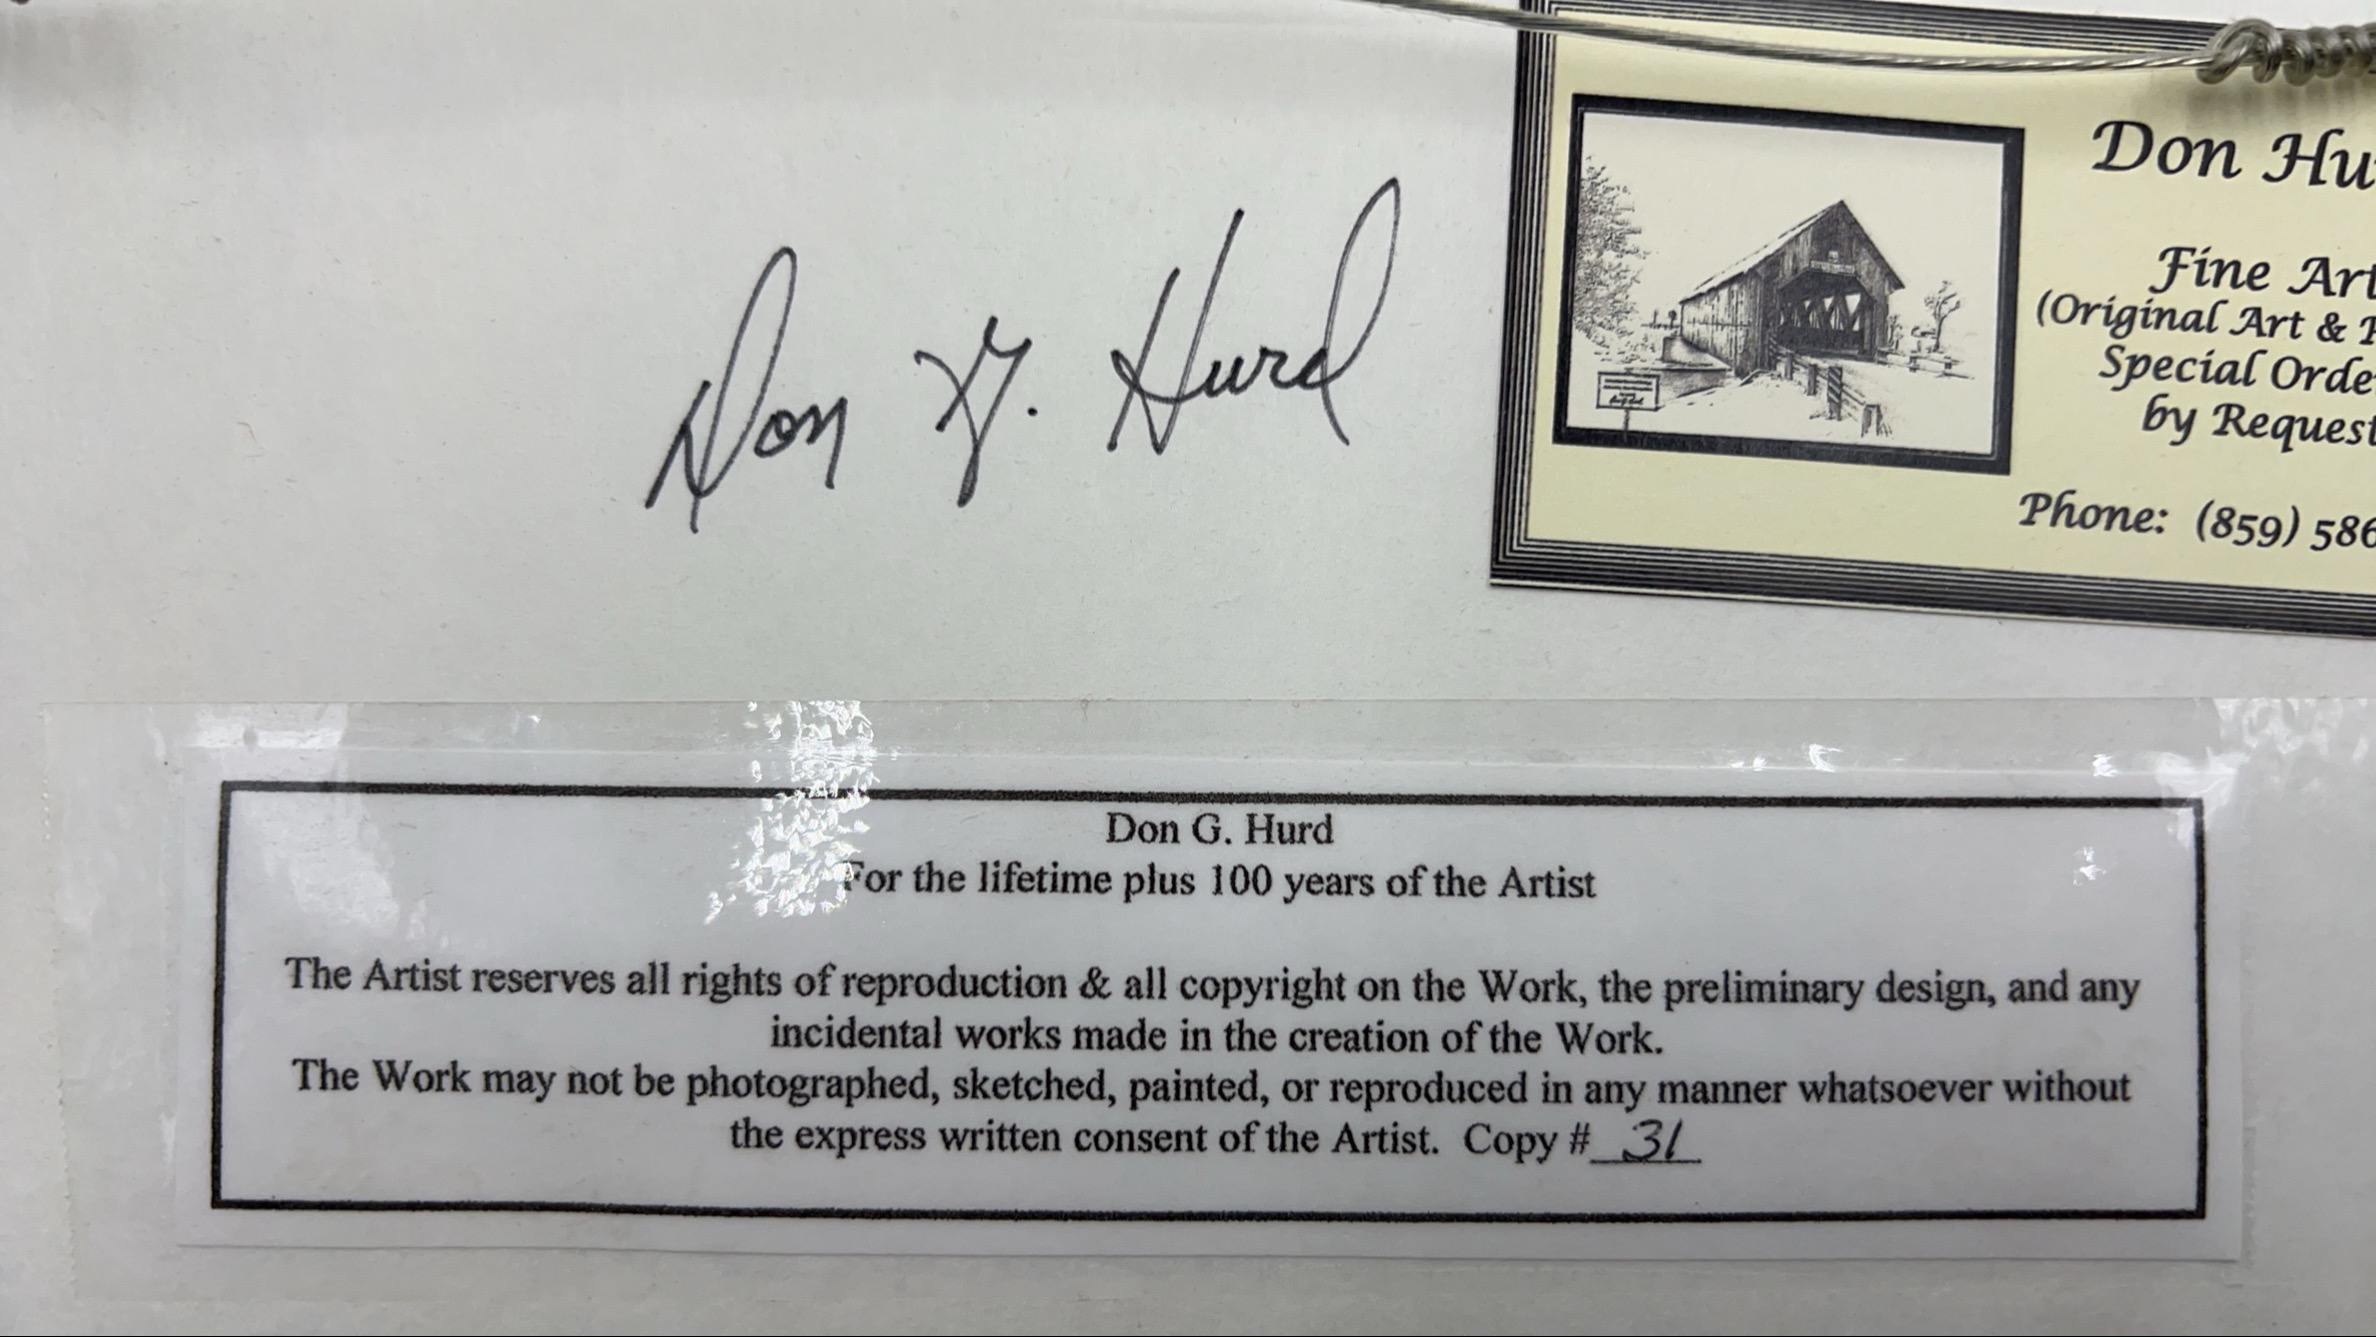 Don G. Hurd
Don Hu
Fine Art
(Original Art &
Special Orde
by Request
Phone: (859) 586
Don G. Hurd
For the lifetime plus 100 years of the Artist
The Artist reserves all rights of reproduction & all copyright on the Work, the preliminary design, and any
incidental works made in the creation of the Work.
The Work may not be photographed, sketched, painted, or reproduced in any manner whatsoever without
the express written consent of the Artist. Copy # 31